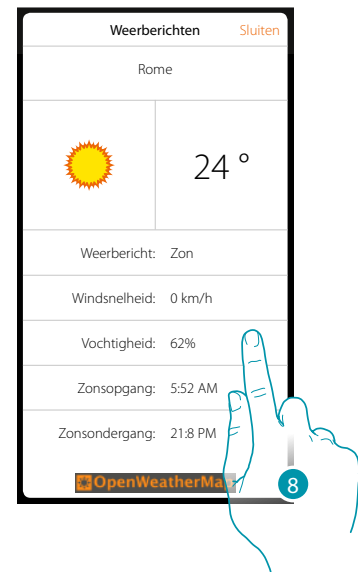 Weerberichten Sluiten
Rome
24 °
Weerbericht: Zon
Windsnelheid: 0 km/h
Vochtigheid: 62%
Zonsopgang: 5:52 AM
Zonsondergang: 21:8 PM
OpenWeatherMap
8